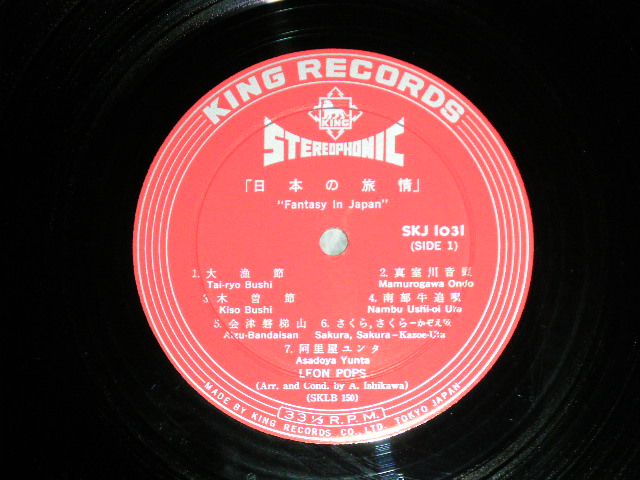 KING RECORDS
KING
STEREOPHONIC
「日本の旅情」
"Fantasy In Japan"
SKJ 1031
(SIDE 1)
1. 大漁節
Tai-ryo Bushi
2. 真室川音頭
Mamurogawa Ondo
3. 木曽節
Kiso Bushi
4. 南部牛追唄
Nambu Ushi-oi Uta
5. 会津磐梯山
Aizu-Bandaisan
6. さくら,さくら－かぞえ唄
Sakura, Sakura－Kazoe-Uta
7. 阿里屋ユンタ
Asadoya Yunta
LEON POPS
(Arr. and Cond. by A. Ishikawa)
(SKLB 150)
33⅓ R.P.M.
MADE BY KING RECORDS CO., LTD. TOKYO JAPAN